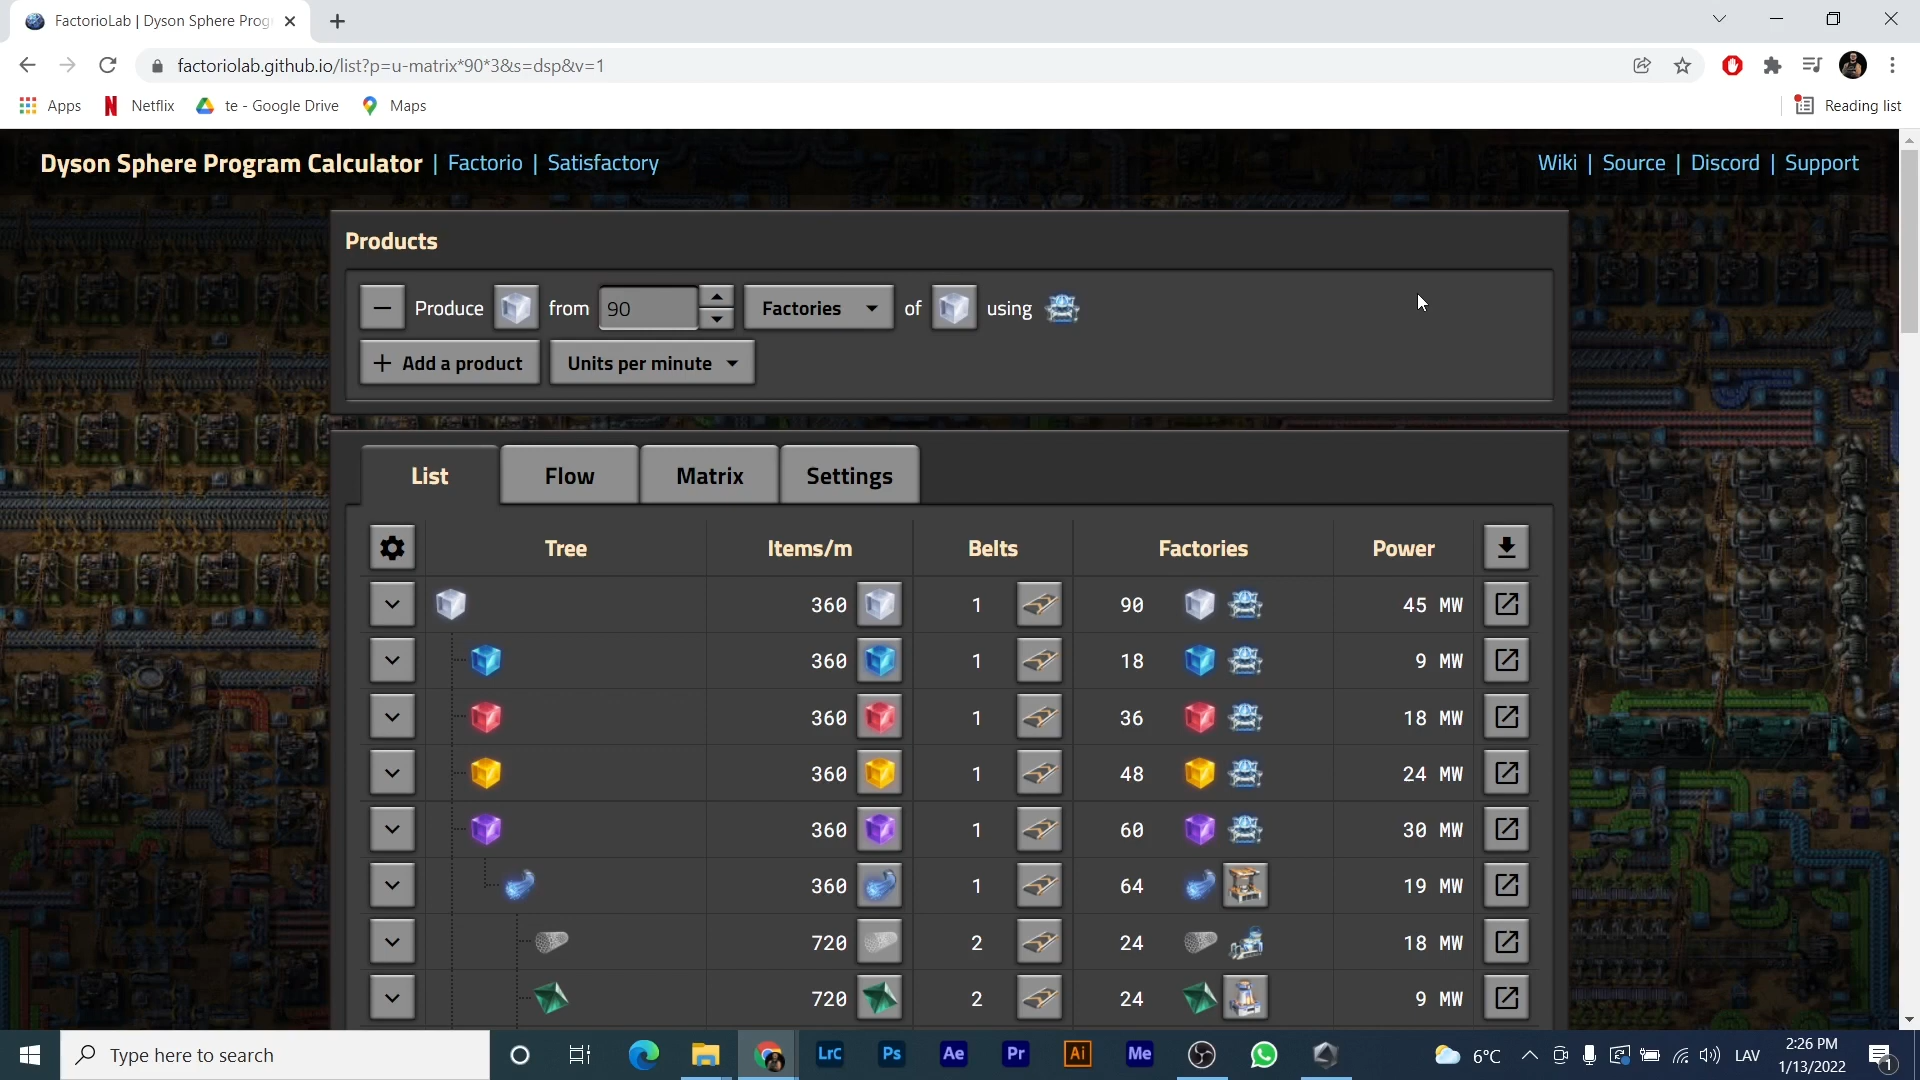 FactorioLab | Dyson Sphere Prog
factoriolab.github.io/list?p=u-matrix*90*3&s=dsp&v=1
Apps Netflix te - Google Drive Maps Reading list
Dyson Sphere Program Calculator | Factorio | Satisfactory Wiki | Source | Discord | Support
Products
Produce from 90 Factories of using
+ Add a product Units per minute
List Flow Matrix Settings
Tree Items/m Belts Factories Power
360 1 90 45 MW
360 1 18 9 MW
360 1 36 18 MW
360 1 48 24 MW
360 1 60 30 MW
360 1 64 19 MW
720 2 24 18 MW
720 2 24 9 MW
Type here to search LrC Ps Ae Pr Ai Me 6°C LAV 2:26 PM
1/13/2022 1